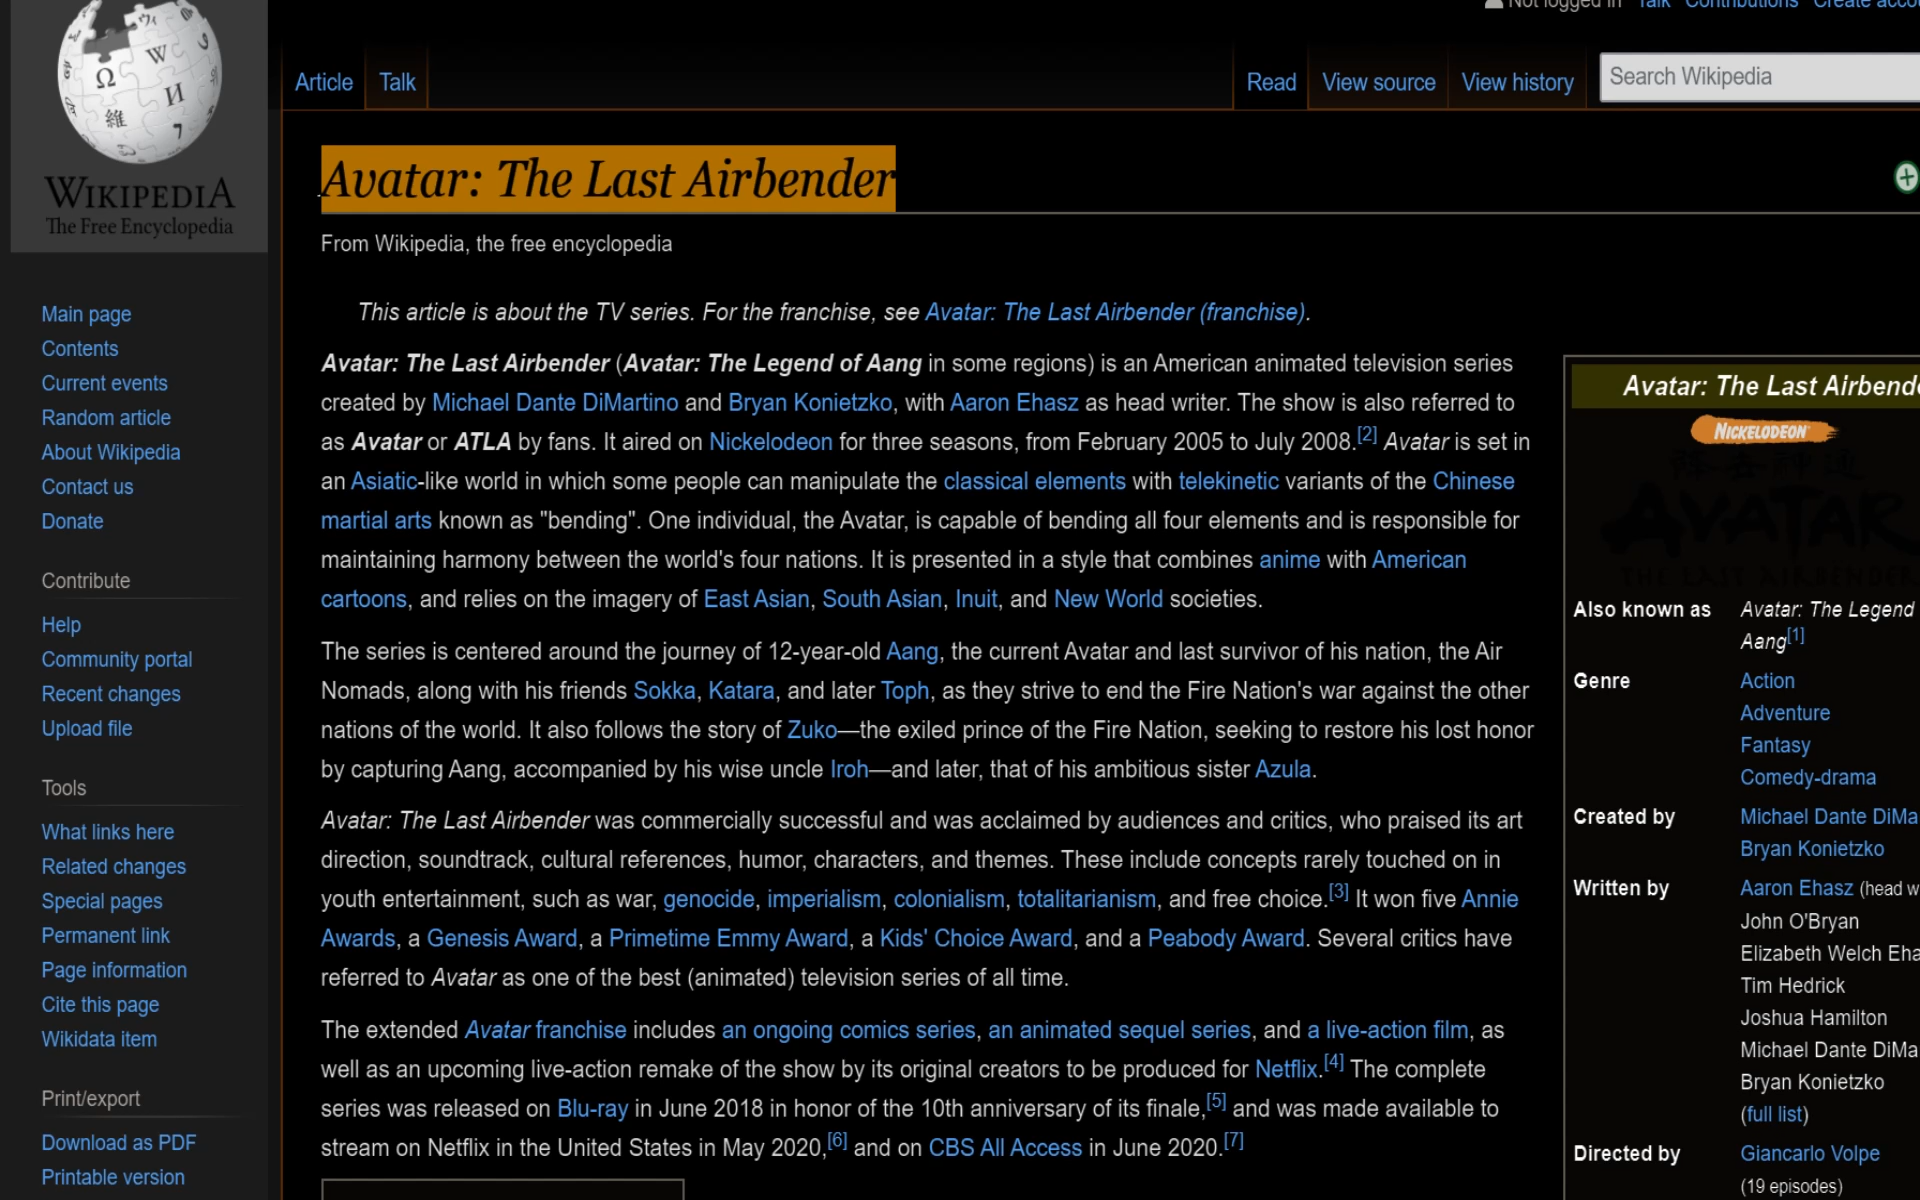 Not logged in Talk Contributions Create acco
Article Talk Read View source View history Search Wikipedia
WIKIPEDIA
The Free Encyclopedia
Main page
Contents
Current events
Random article
About Wikipedia
Contact us
Donate
Contribute
Help
Community portal
Recent changes
Upload file
Tools
What links here
Related changes
Special pages
Permanent link
Page information
Cite this page
Wikidata item
Print/export
Download as PDF
Printable version
Avatar: The Last Airbender
From Wikipedia, the free encyclopedia
This article is about the TV series. For the franchise, see Avatar: The Last Airbender (franchise).
Avatar: The Last Airbender (Avatar: The Legend of Aang in some regions) is an American animated television series
created by Michael Dante DiMartino and Bryan Konietzko, with Aaron Ehasz as head writer. The show is also referred to
as Avatar or ATLA by fans. It aired on Nickelodeon for three seasons, from February 2005 to July 2008.[2] Avatar is set in
an Asiatic-like world in which some people can manipulate the classical elements with telekinetic variants of the Chinese
martial arts known as "bending". One individual, the Avatar, is capable of bending all four elements and is responsible for
maintaining harmony between the world's four nations. It is presented in a style that combines anime with American
cartoons, and relies on the imagery of East Asian, South Asian, Inuit, and New World societies.
The series is centered around the journey of 12-year-old Aang, the current Avatar and last survivor of his nation, the Air
Nomads, along with his friends Sokka, Katara, and later Toph, as they strive to end the Fire Nation's war against the other
nations of the world. It also follows the story of Zuko—the exiled prince of the Fire Nation, seeking to restore his lost honor
by capturing Aang, accompanied by his wise uncle Iroh—and later, that of his ambitious sister Azula.
Avatar: The Last Airbender was commercially successful and was acclaimed by audiences and critics, who praised its art
direction, soundtrack, cultural references, humor, characters, and themes. These include concepts rarely touched on in
youth entertainment, such as war, genocide, imperialism, colonialism, totalitarianism, and free choice.[3] It won five Annie
Awards, a Genesis Award, a Primetime Emmy Award, a Kids' Choice Award, and a Peabody Award. Several critics have
referred to Avatar as one of the best (animated) television series of all time.
The extended Avatar franchise includes an ongoing comics series, an animated sequel series, and a live-action film, as
well as an upcoming live-action remake of the show by its original creators to be produced for Netflix.[4] The complete
series was released on Blu-ray in June 2018 in honor of the 10th anniversary of its finale,[5] and was made available to
stream on Netflix in the United States in May 2020,[6] and on CBS All Access in June 2020.[7]
Avatar: The Last Airbende
NICKELODEON
AVATAR
THE LAST AIRBENDER
Also known as Avatar: The Legend
Aang[1]
Genre Action
Adventure
Fantasy
Comedy-drama
Created by Michael Dante DiMa
Bryan Konietzko
Written by Aaron Ehasz (head w
John O'Bryan
Elizabeth Welch Eha
Tim Hedrick
Joshua Hamilton
Michael Dante DiMa
Bryan Konietzko
(full list)
Directed by Giancarlo Volpe
(19 episodes)